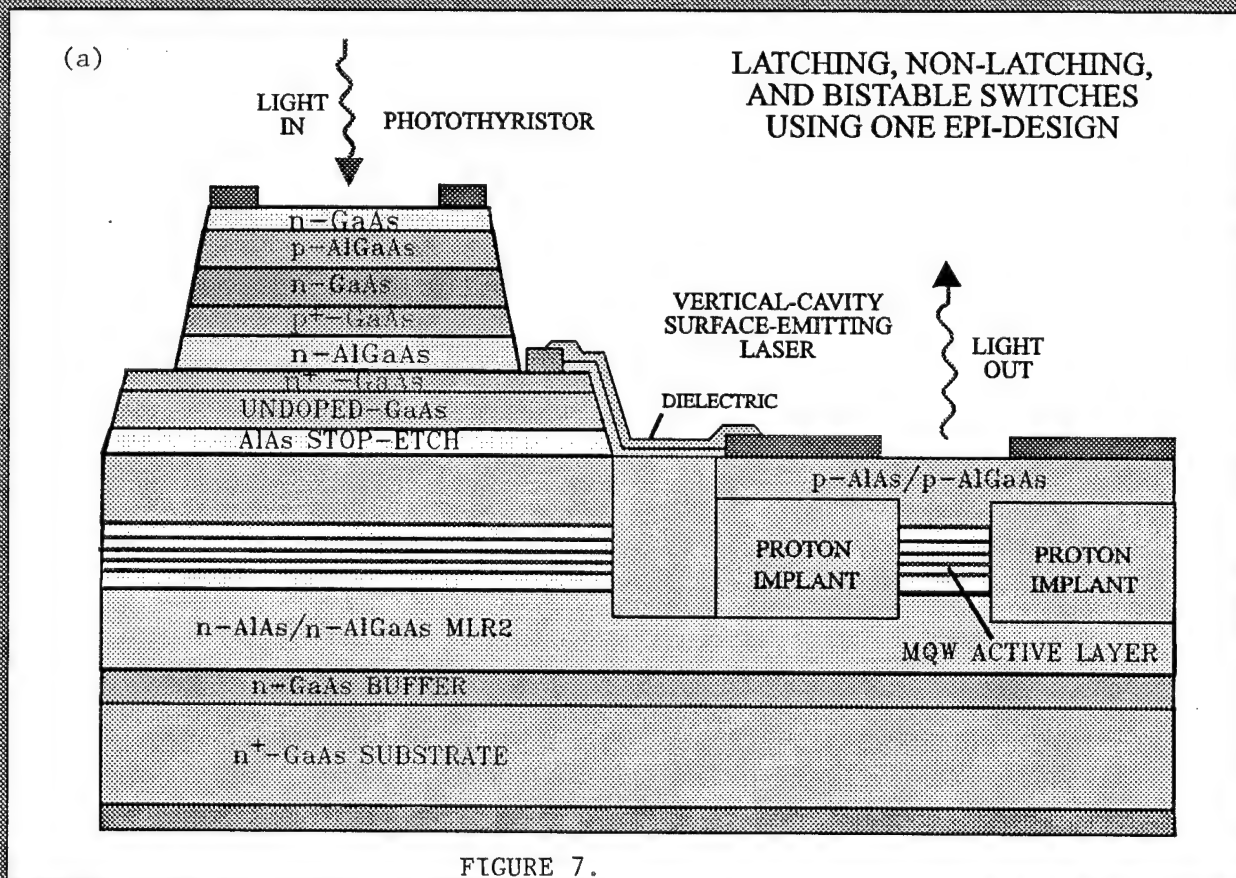 (a)
LIGHT
IN
PHOTOTHYRISTOR
LATCHING, NON-LATCHING,
AND BISTABLE SWITCHES
USING ONE EPI-DESIGN
n-GaAs
p-AlGaAs
n-GaAs
p+-GaAs
n-AlGaAs
n+-GaAs
UNDOPED-GaAs
AlAs STOP-ETCH
VERTICAL-CAVITY
SURFACE-EMITTING
LASER
LIGHT
OUT
DIELECTRIC
p-AlAs/p-AlGaAs
PROTON
IMPLANT
PROTON
IMPLANT
n-AlAs/n-AlGaAs MLR2
MQW ACTIVE LAYER
n-GaAs BUFFER
n+-GaAs SUBSTRATE
FIGURE 7.